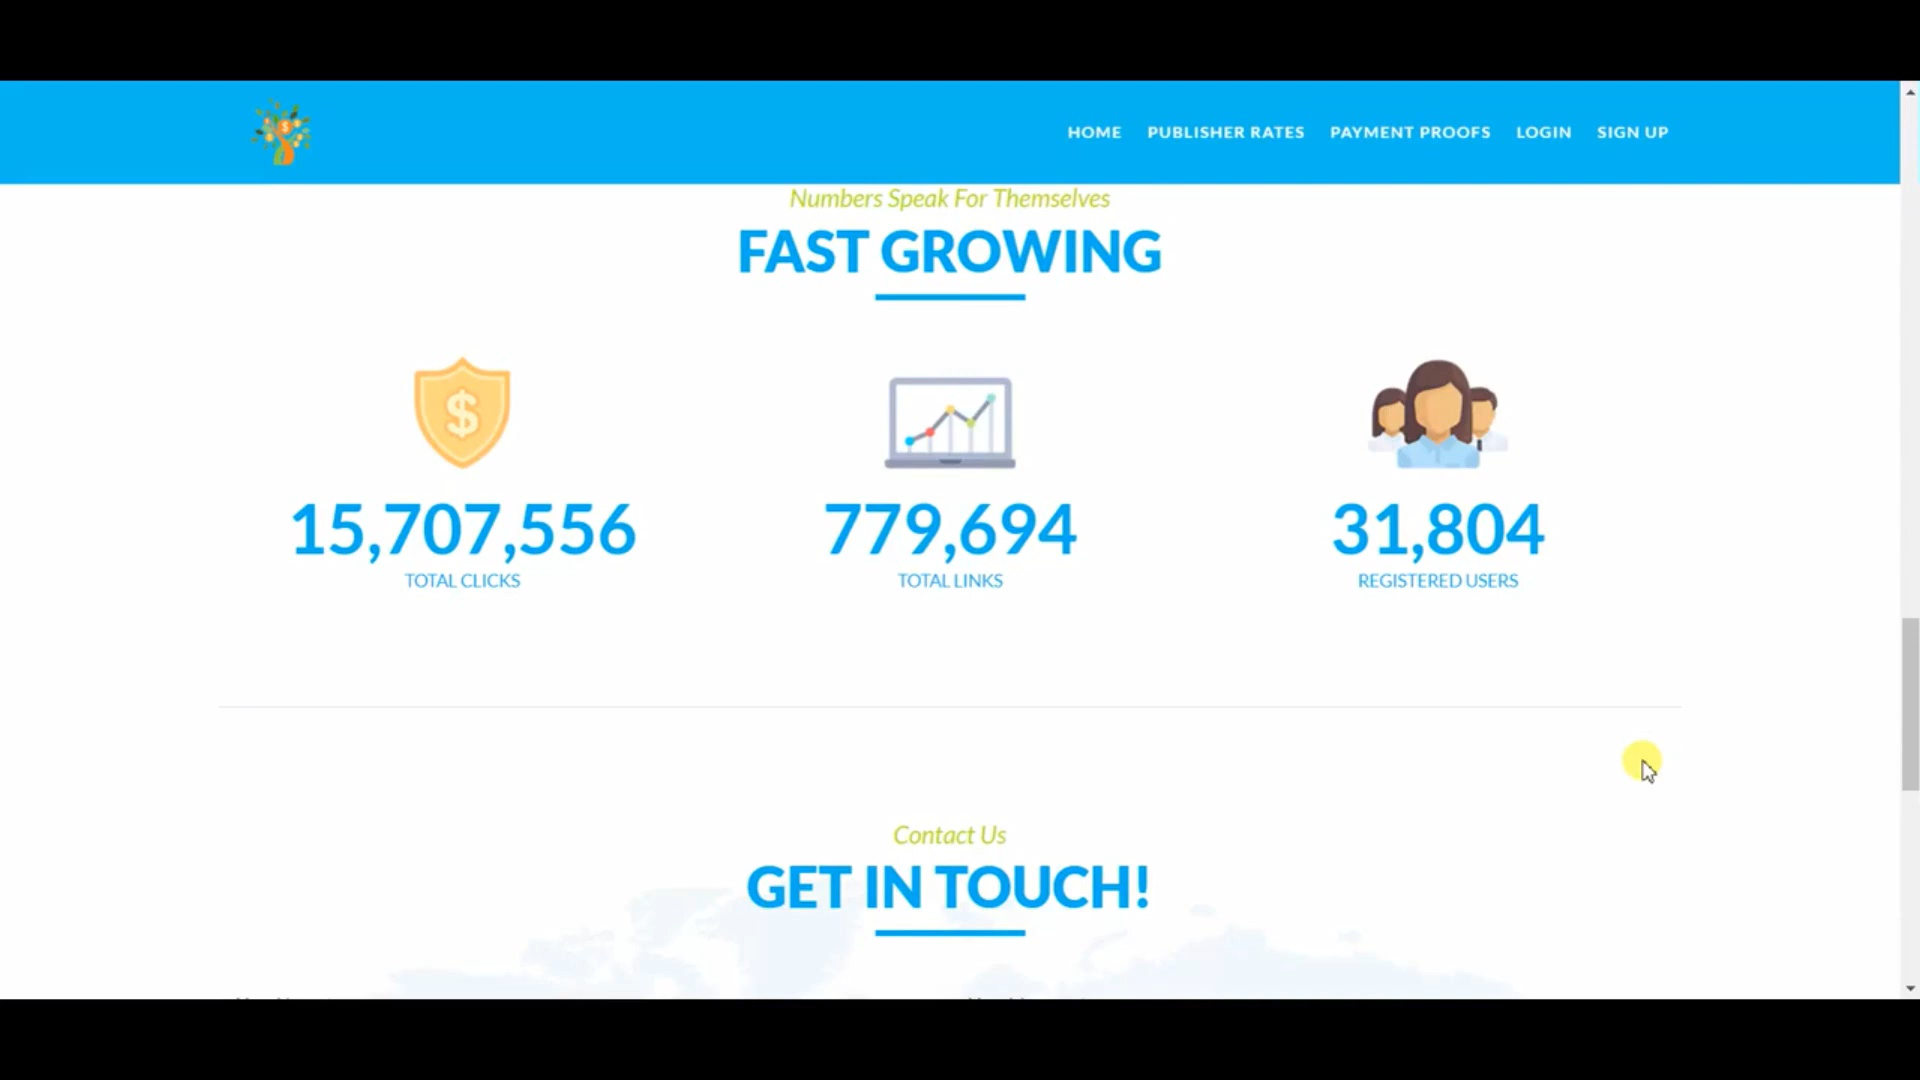 HOME PUBLISHER RATES PAYMENT PROOFS LOGIN SIGN UP
Numbers Speak For Themselves
FAST GROWING
15,707,556 779,694 31,804
TOTAL CLICKS TOTAL LINKS REGISTERED USERS
Contact Us
GET IN TOUCH!